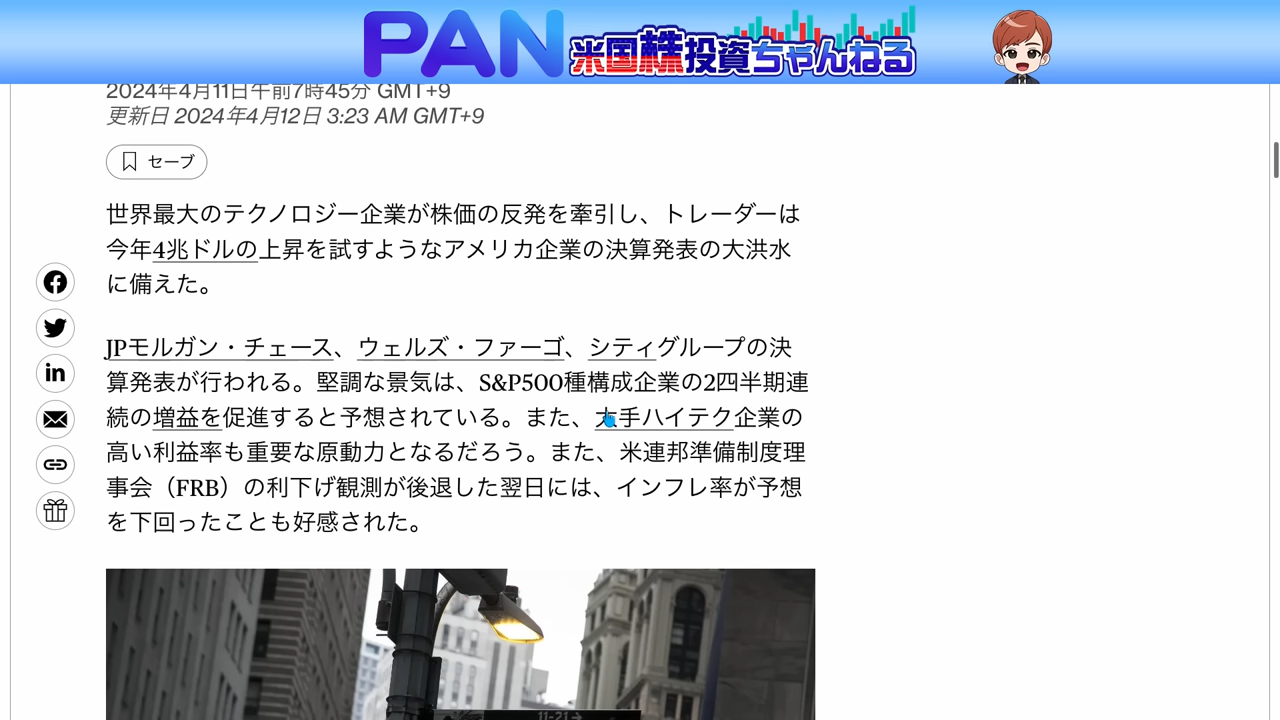 PAN 米国株投資ちゃんねる
2024年4月11日午前7時45分 GMT+9
更新日 2024年4月12日 3:23 AM GMT+9
セーブ
世界最大のテクノロジー企業が株価の反発を牽引し、トレーダーは
今年4兆ドルの上昇を試すようなアメリカ企業の決算発表の大洪水
に備えた。
JPモルガン・チェース、ウェルズ・ファーゴ、シティグループの決
算発表が行われる。堅調な景気は、S&P500種構成企業の2四半期連
続の増益を促進すると予想されている。また、大手ハイテク企業の
高い利益率も重要な原動力となるだろう。また、米連邦準備制度理
事会（FRB）の利下げ観測が後退した翌日には、インフレ率が予想
を下回ったことも好感された。
11-21→